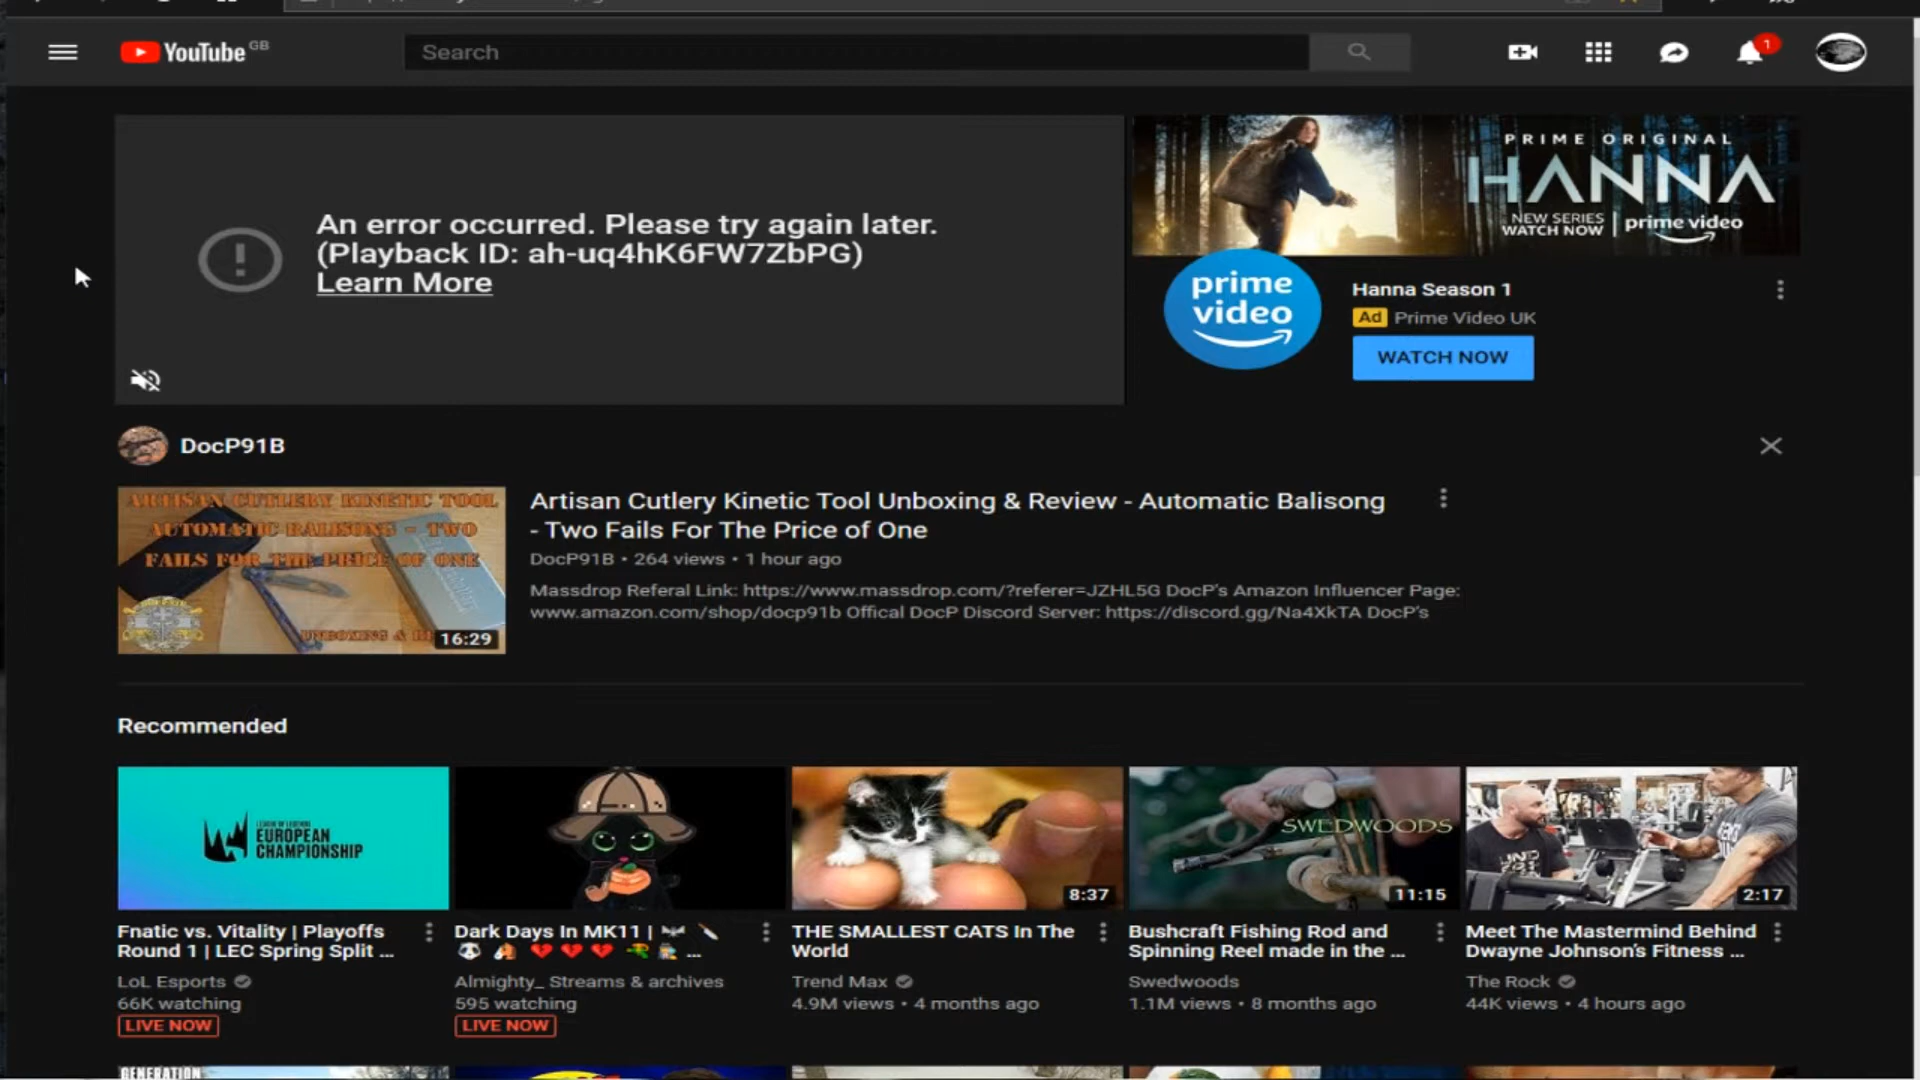 YouTube GB
Search
1
An error occurred. Please try again later.
(Playback ID: ah-uq4hK6FW7ZbPG)
Learn More
PRIME ORIGINAL
HANNA
NEW SERIES
WATCH NOW
prime video
prime
video
Hanna Season 1
Ad Prime Video UK
WATCH NOW
DocP91B
ARTISAN CUTLERY KINETIC TOOL
AUTOMATIC BALISONG - TWO
FAILS FOR THE PRICE OF ONE
16:29
Artisan Cutlery Kinetic Tool Unboxing & Review - Automatic Balisong
- Two Fails For The Price of One
DocP91B • 264 views • 1 hour ago
Massdrop Referal Link: https://www.massdrop.com/?referer=JZHL5G DocP's Amazon Influencer Page:
www.amazon.com/shop/docp91b Offical DocP Discord Server: https://discord.gg/Na4XkTA DocP's
Recommended
LEAGUE OF LEGENDS
EUROPEAN
CHAMPIONSHIP
Fnatic vs. Vitality | Playoffs
Round 1 | LEC Spring Split ...
LoL Esports
66K watching
LIVE NOW
Dark Days In MK11 |
...
Almighty_ Streams & archives
595 watching
LIVE NOW
8:37
THE SMALLEST CATS In The
World
Trend Max
4.9M views • 4 months ago
SWEDWOODS
11:15
Bushcraft Fishing Rod and
Spinning Reel made in the ...
Swedwoods
1.1M views • 8 months ago
2:17
Meet The Mastermind Behind
Dwayne Johnson's Fitness ...
The Rock
44K views • 4 hours ago
GENERATION